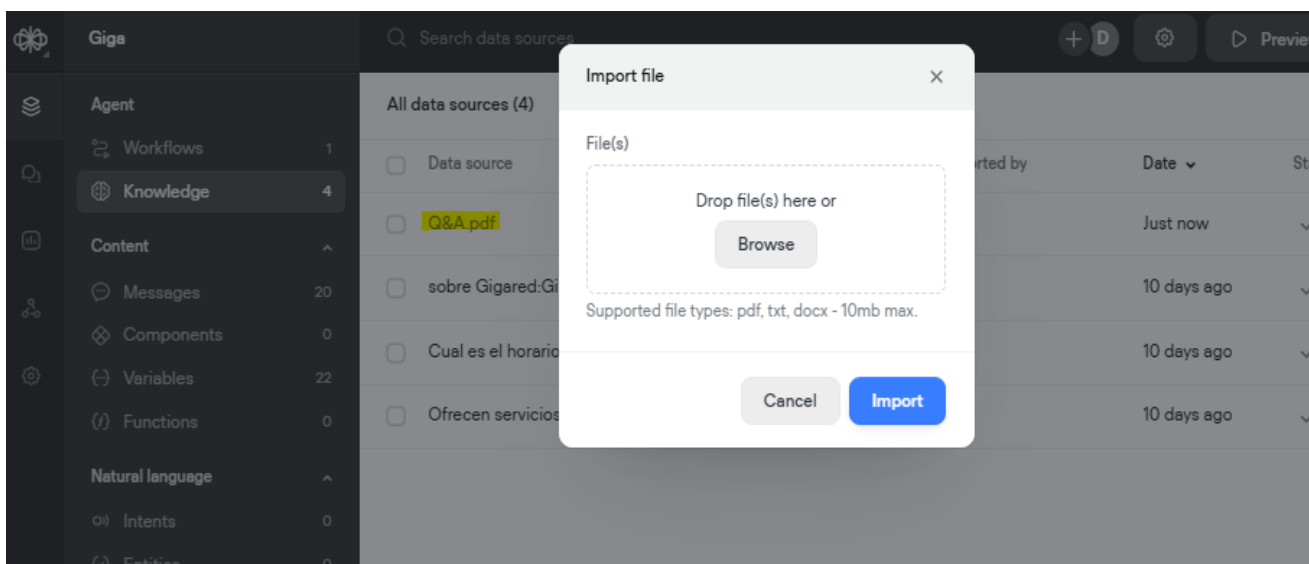 Giga
Search data sources
D
Preview
Import file
Agent
All data sources (4)
Workflows 1
File(s)
Data source
Date
Knowledge 4
Drop file(s) here or
Q&A.pdf
Just now
Browse
Content
sobre Gigared:Gi
10 days ago
Messages 20
Supported file types: pdf, txt, docx - 10mb max.
Components 0
Cual es el horario
10 days ago
Variables 22
Cancel
Import
Ofrecen servicios
10 days ago
Functions 0
Natural language
Intents 0